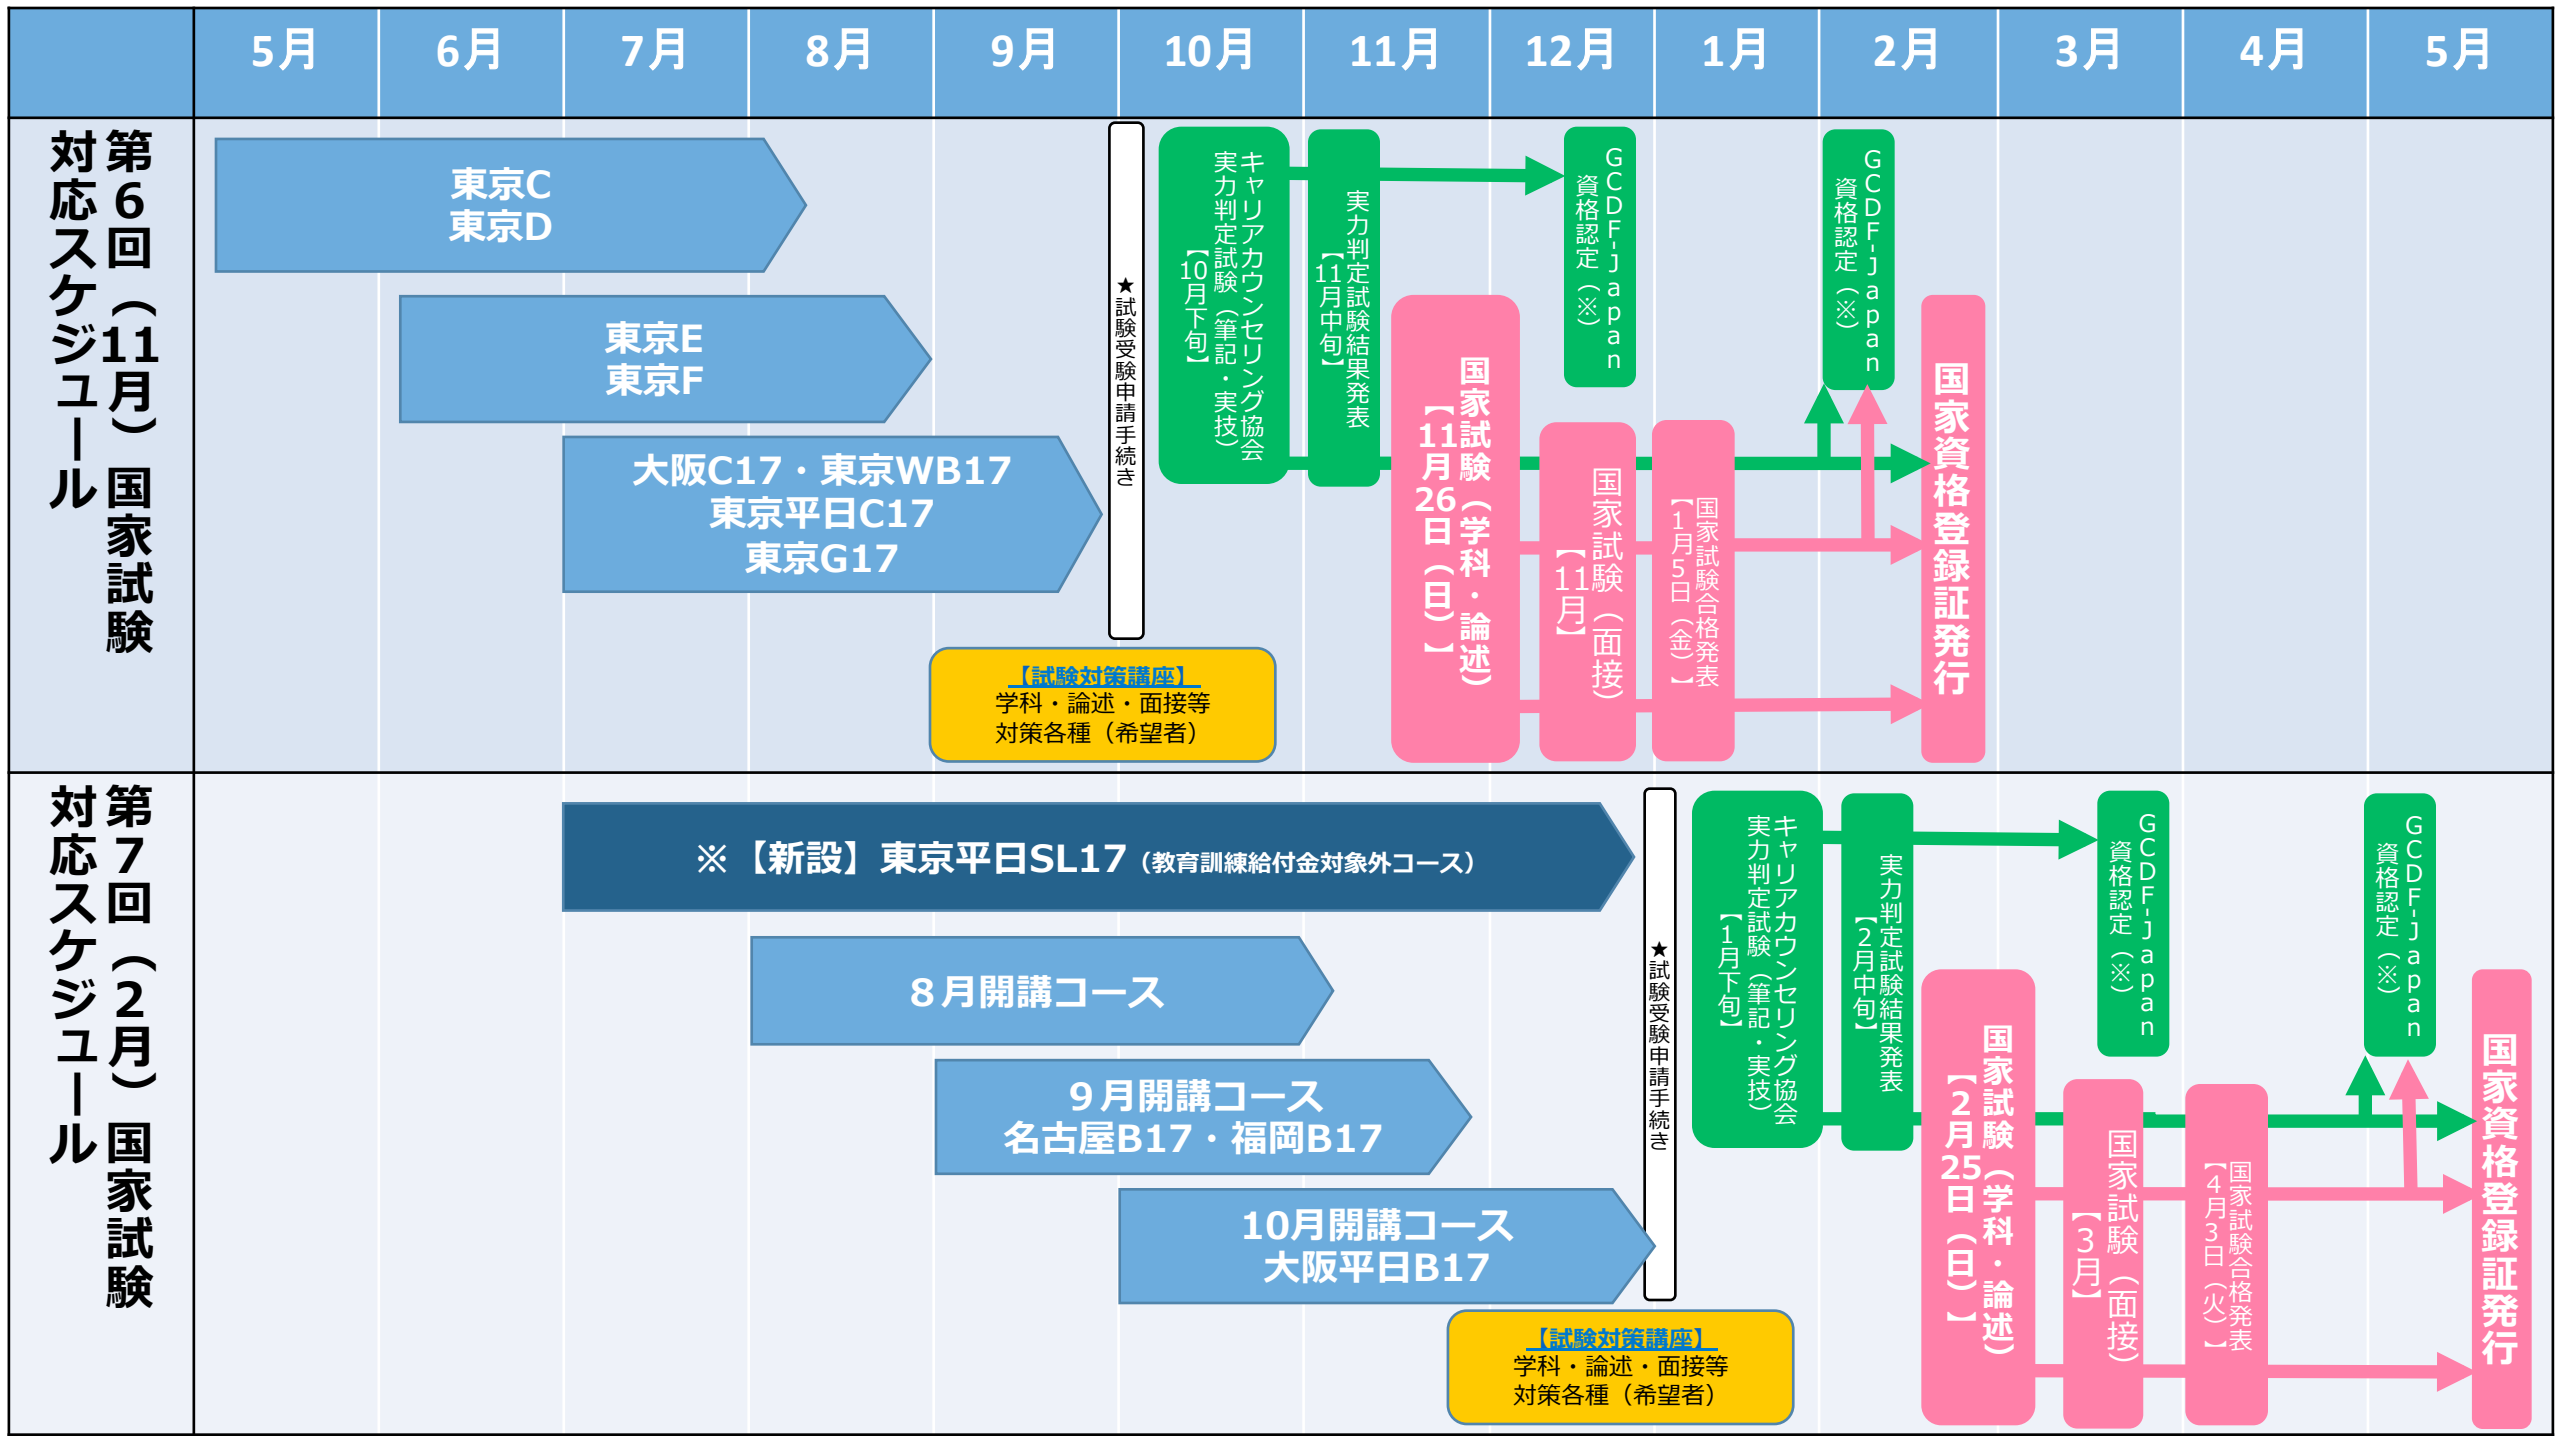 5月
6月
7月
8月
9月
10月
11月
12月
1月
2月
3月
4月
5月
第6回（11月）国家試験
対応スケジュール
東京C
東京D
東京E
東京F
大阪C17・東京WB17
東京平日C17
東京G17
★試験受験申請手続き
【試験対策講座】
学科・論述・面接等
対策各種（希望者）
キャリアカウンセリング協会
実力判定試験（筆記・実技）
【10月下旬】
実力判定試験結果発表
【11月中旬】
国家試験（学科・論述）
【11月26日（日）】
GCDF-Japan
資格認定（※）
国家試験（面接）
【11月】
国家試験合格発表
【1月5日（金）】
GCDF-Japan
資格認定（※）
国家資格登録証発行
第7回（2月）国家試験
対応スケジュール
※【新設】東京平日SL17（教育訓練給付金対象外コース）
８月開講コース
９月開講コース
名古屋B17・福岡B17
10月開講コース
大阪平日B17
★試験受験申請手続き
【試験対策講座】
学科・論述・面接等
対策各種（希望者）
キャリアカウンセリング協会
実力判定試験（筆記・実技）
【1月下旬】
実力判定試験結果発表
【2月中旬】
国家試験（学科・論述）
【2月25日（日）】
国家試験（面接）
【3月】
GCDF-Japan
資格認定（※）
国家試験合格発表
【4月3日（火）】
GCDF-Japan
資格認定（※）
国家資格登録証発行